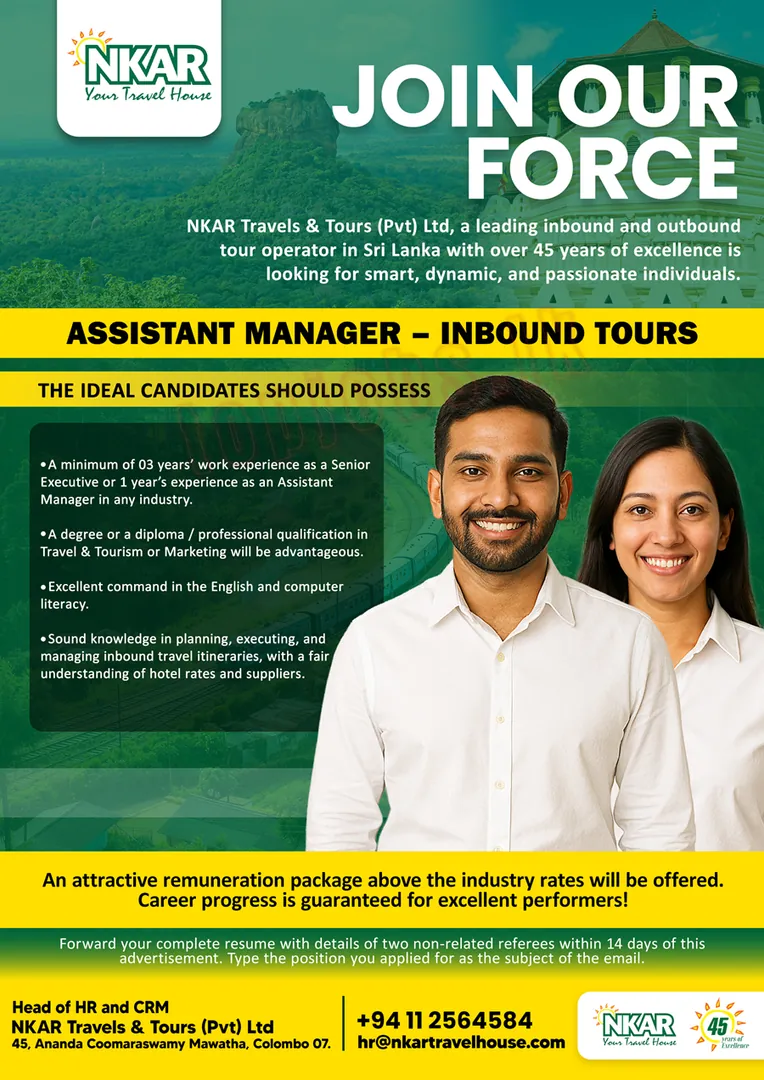 NKAR
Your Travel House
JOIN OUR
FORCE
NKAR Travels & Tours (Pvt) Ltd, a leading inbound and outbound
tour operator in Sri Lanka with over 45 years of excellence is
looking for smart, dynamic, and passionate individuals.
ASSISTANT MANAGER – INBOUND TOURS
THE IDEAL CANDIDATES SHOULD POSSESS
•A minimum of 03 years' work experience as a Senior
Executive or 1 year's experience as an Assistant
Manager in any industry.
•A degree or a diploma / professional qualification in
Travel & Tourism or Marketing will be advantageous.
•Excellent command in the English and computer
literacy.
•Sound knowledge in planning, executing, and
managing inbound travel itineraries, with a fair
understanding of hotel rates and suppliers.
An attractive remuneration package above the industry rates will be offered.
Career progress is guaranteed for excellent performers!
Forward your complete resume with details of two non-related referees within 14 days of this
advertisement. Type the position you applied for as the subject of the email.
Head of HR and CRM
NKAR Travels & Tours (Pvt) Ltd
45, Ananda Coomaraswamy Mawatha, Colombo 07.
+94 11 2564584
hr@nkartravelhouse.com
NKAR
Your Travel House
45
years of
Excellence